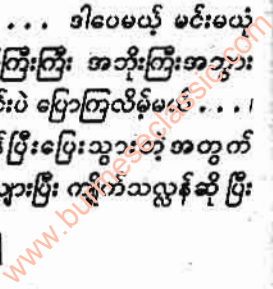 ... ဒါပေမယ့် မင်းမယုံ
ကြီးကြီး အဘိုးကြီးအဘွား
းပဲ ပြောကြလိမ့်မယ် ...။
ပြီးပြေးသွားတဲ့ အတွက်
များပြီး ကျိုက်သလ္လန်ဆို ပြီး
www.burmeseclassic.com